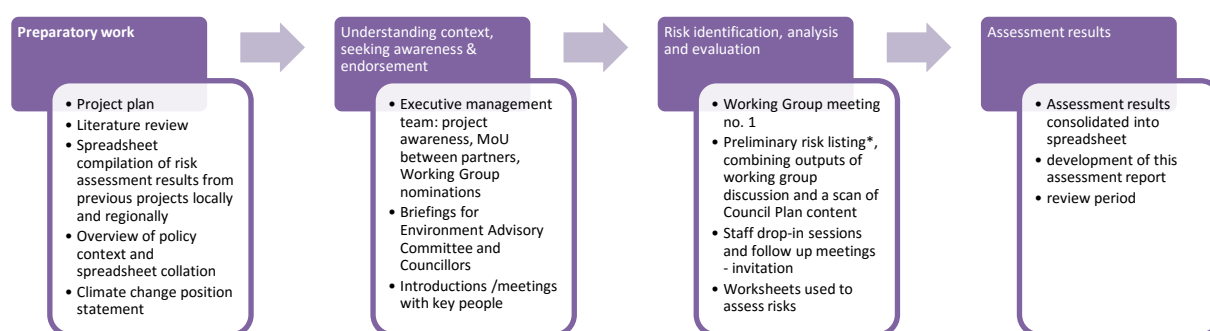 Preparatory work
• Project plan
• Literature review
• Spreadsheet
compilation of risk
assessment results from
previous projects locally
and regionally
• Overview of policy
context and
spreadsheet collation
• Climate change position
statement
Understanding context,
seeking awareness &
endorsement
• Executive management
team: project
awareness, MoU
between partners,
Working Group
nominations
• Briefings for
Environment Advisory
Committee and
Councillors
• Introductions /meetings
with key people
Risk identification, analysis
and evaluation
• Working Group meeting
no. 1
• Preliminary risk listing*,
combining outputs of
working group
discussion and a scan of
Council Plan content
• Staff drop-in sessions
and follow up meetings
- invitation
• Worksheets used to
assess risks
Assessment results
• Assessment results
consolidated into
spreadsheet
• development of this
assessment report
• review period